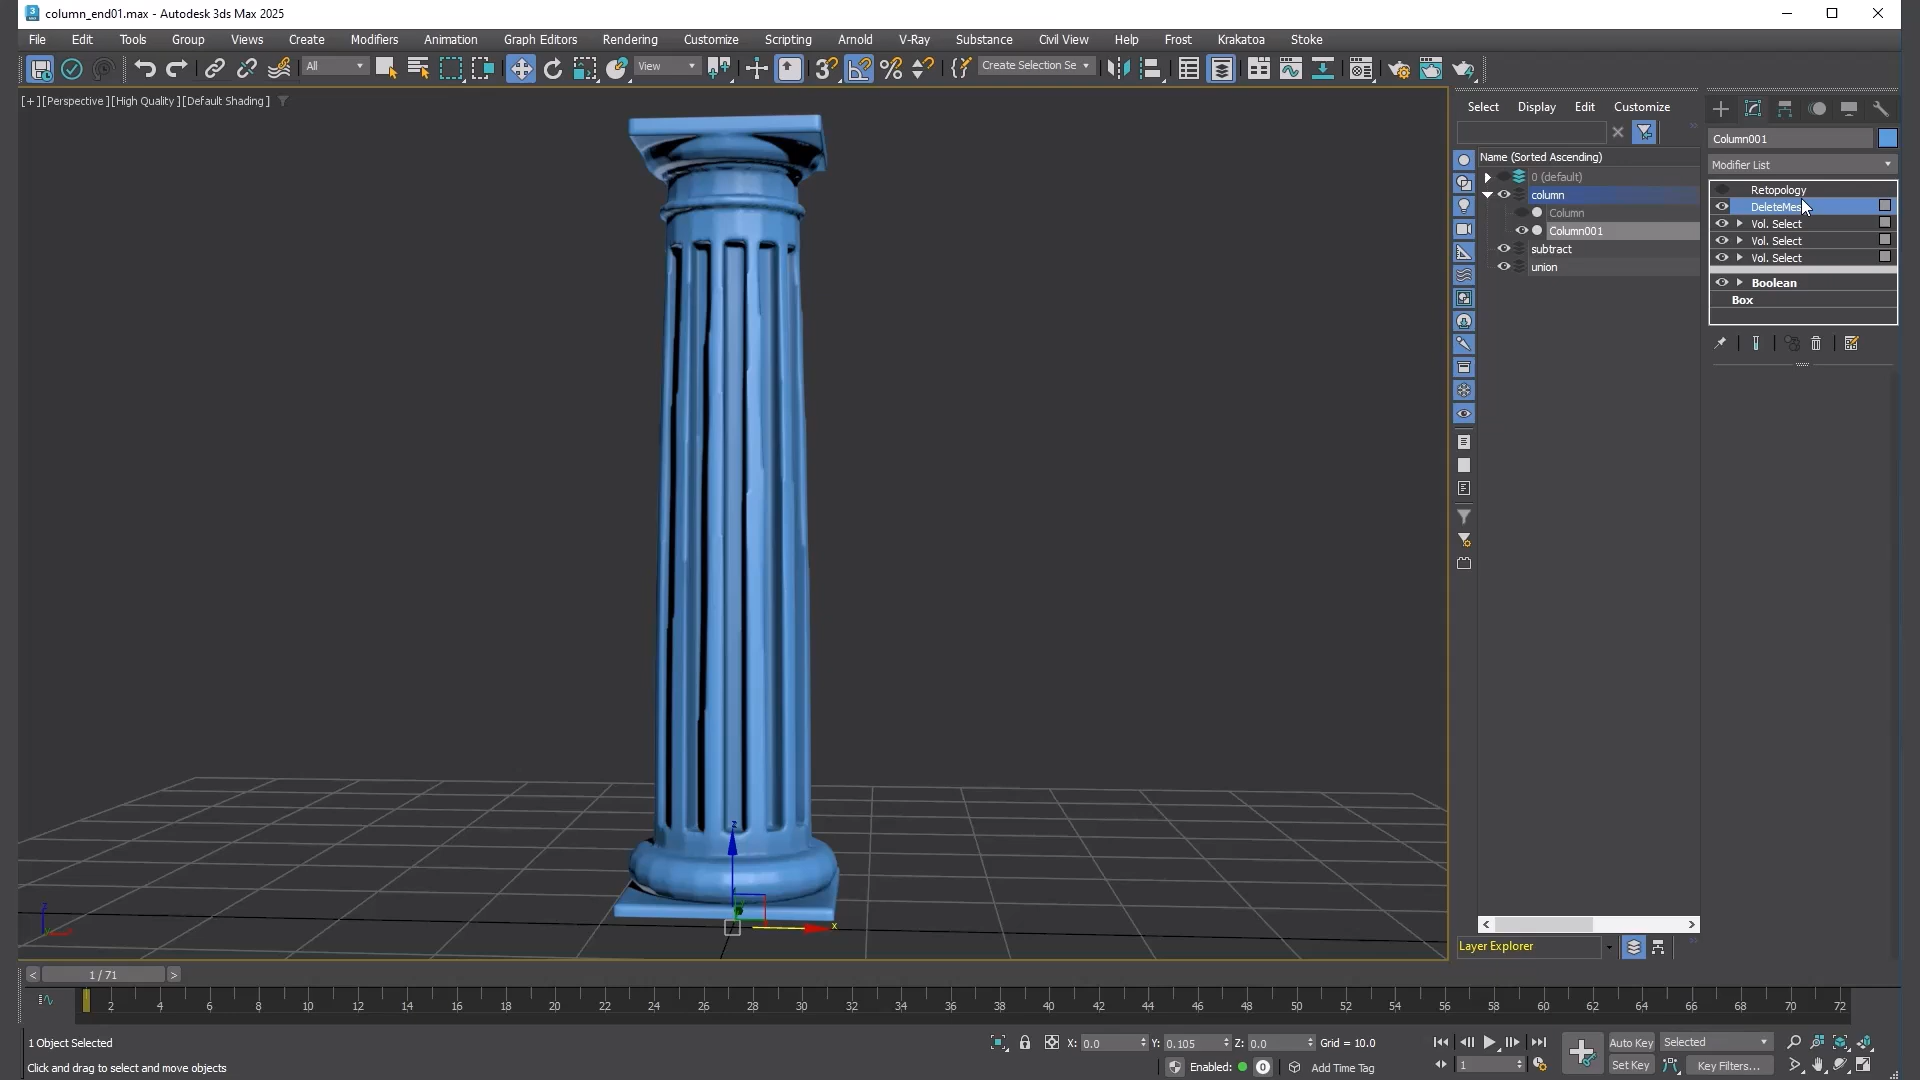 column_end01.max - Autodesk 3ds Max 2025
File Edit Tools Group Views Create Modifiers Animation Graph Editors Rendering Customize Scripting Arnold V-Ray Substance Civil View Help Frost Krakatoa Stoke
All View Create Selection Se
[+] [Perspective ] [High Quality ] [Default Shading ]
Select Display Edit Customize
Name (Sorted Ascending)
0 (default)
column
Column
Column001
subtract
union
Layer Explorer
Column001
Modifier List
Retopology
DeleteMes
Vol. Select
Vol. Select
Vol. Select
Boolean
Box
z
x
z
< 1 / 71 >
2 4 6 8 10 12 14 16 18 20 22 24 26 28 30 32 34 36 38 40 42 44 46 48 50 52 54 56 58 60 62 64 66 68 70 72
1 Object Selected
X: 0.0 Y: 0.105 Z: 0.0 Grid = 10.0
Auto Key Selected
Click and drag to select and move objects
Enabled: 0 Add Time Tag
1
Set Key Key Filters...